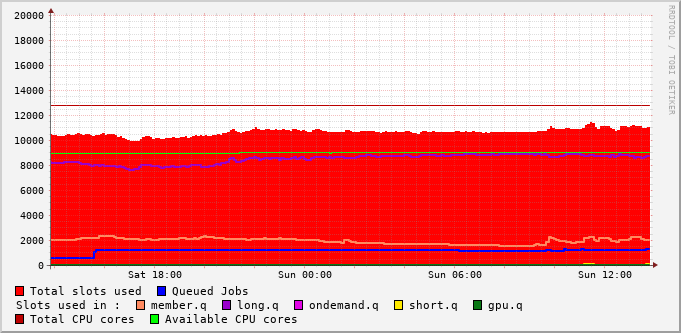 20000
18000
16000
14000
12000
10000
8000
6000
4000
2000
0
Sat 18:00 Sun 00:00 Sun 06:00 Sun 12:00
RRDTOOL / TOBI OETIKER
Total slots used Queued Jobs
Slots used in : member.q long.q ondemand.q short.q gpu.q
Total CPU cores Available CPU cores